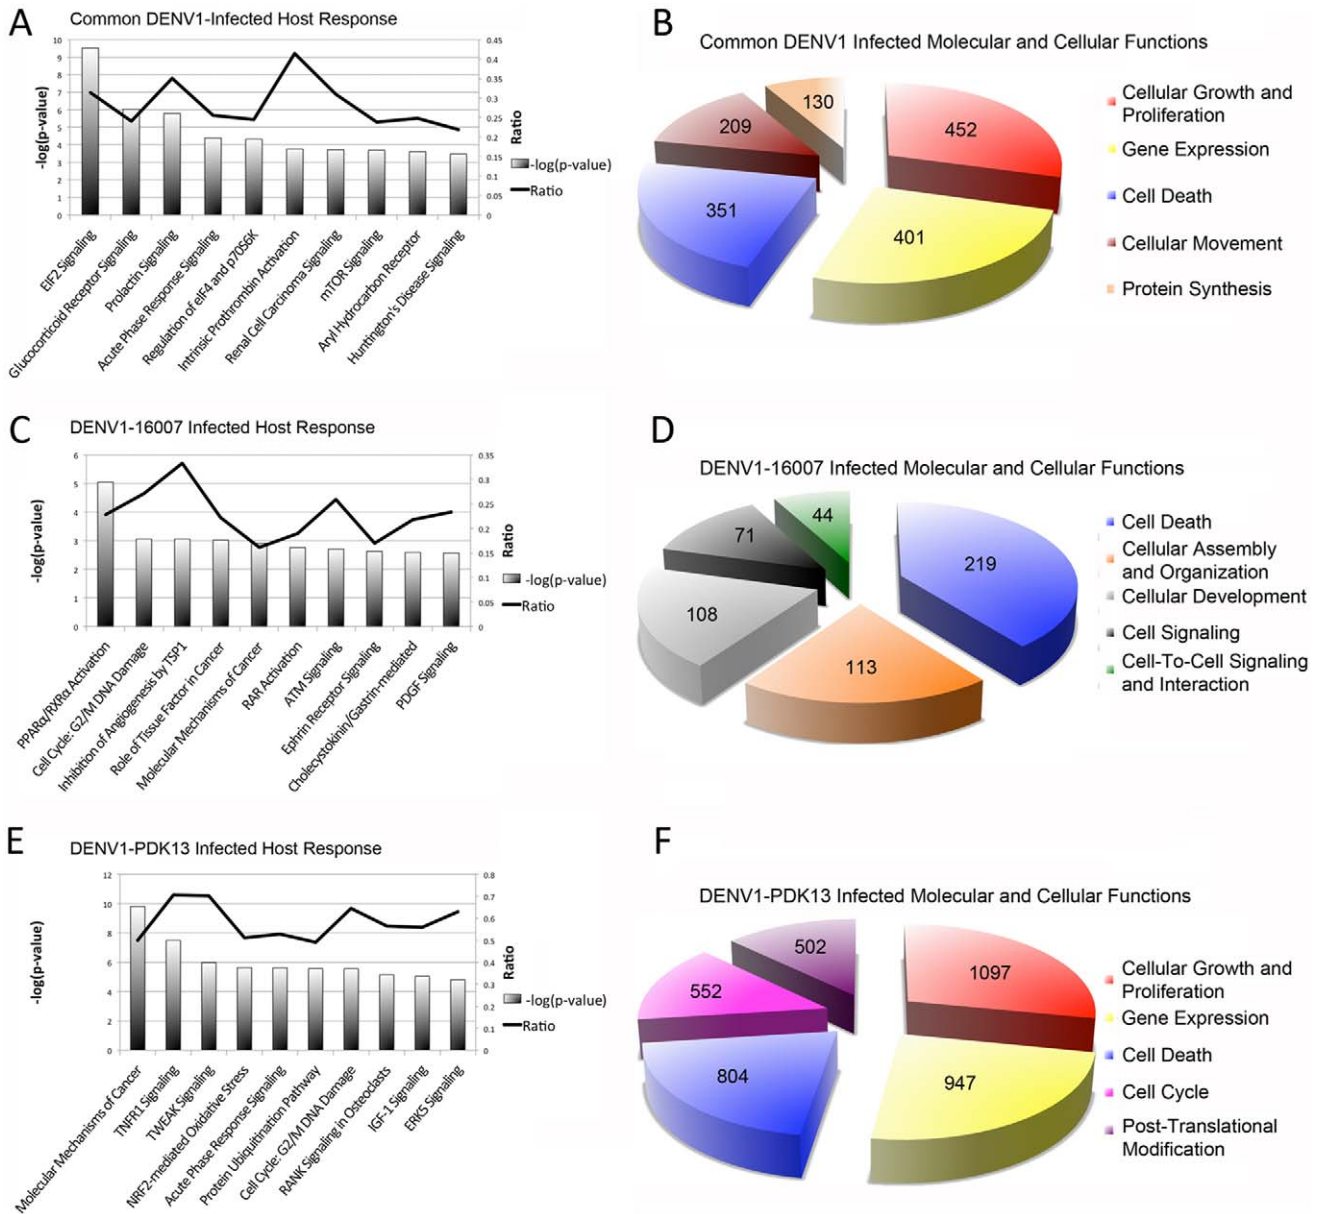 A
Common DENV1-Infected Host Response
10
9
8
7
6
5
4
3
2
1
0
-log(p-value)
0.45
0.4
0.35
0.3
0.25
0.2
0.15
0.1
0.05
0
Ratio
-log(p-value)
Ratio
EIF2 Signaling
Glucocorticoid Receptor Signaling
Prolactin Signaling
Acute Phase Response Signaling
Regulation of eIF4 and p70S6K
Intrinsic Prothrombin Activation
Renal Cell Carcinoma Signaling
mTOR Signaling
Aryl Hydrocarbon Receptor
Huntington's Disease Signaling
B
Common DENV1 Infected Molecular and Cellular Functions
130
209
452
351
401
Cellular Growth and
Proliferation
Gene Expression
Cell Death
Cellular Movement
Protein Synthesis
C
DENV1-16007 Infected Host Response
6
5
4
3
2
1
0
-log(p-value)
0.35
0.3
0.25
0.2
0.15
0.1
0.05
0
Ratio
-log(p-value)
Ratio
PPARα/RXRα Activation
Cell Cycle: G2/M DNA Damage
Inhibition of Angiogenesis by TSP1
Role of Tissue Factor in Cancer
Molecular Mechanisms of Cancer
RAR Activation
ATM Signaling
Ephrin Receptor Signaling
Cholecystokinin/Gastrin-mediated
PDGF Signaling
D
DENV1-16007 Infected Molecular and Cellular Functions
44
71
219
108
113
Cell Death
Cellular Assembly
and Organization
Cellular Development
Cell Signaling
Cell-To-Cell Signaling
and Interaction
E
DENV1-PDK13 Infected Host Response
12
10
8
6
4
2
0
-log(p-value)
0.8
0.7
0.6
0.5
0.4
0.3
0.2
0.1
0
Ratio
-log(p-value)
Ratio
Molecular Mechanisms of Cancer
TNFR1 Signaling
TWEAK Signaling
NRF2-mediated Oxidative Stress
Acute Phase Response Signaling
Protein Ubiquitination Pathway
Cell Cycle: G2/M DNA Damage
RANK Signaling in Osteoclasts
IGF-1 Signaling
ERK5 Signaling
F
DENV1-PDK13 Infected Molecular and Cellular Functions
502
552
1097
804
947
Cellular Growth and
Proliferation
Gene Expression
Cell Death
Cell Cycle
Post-Translational
Modification